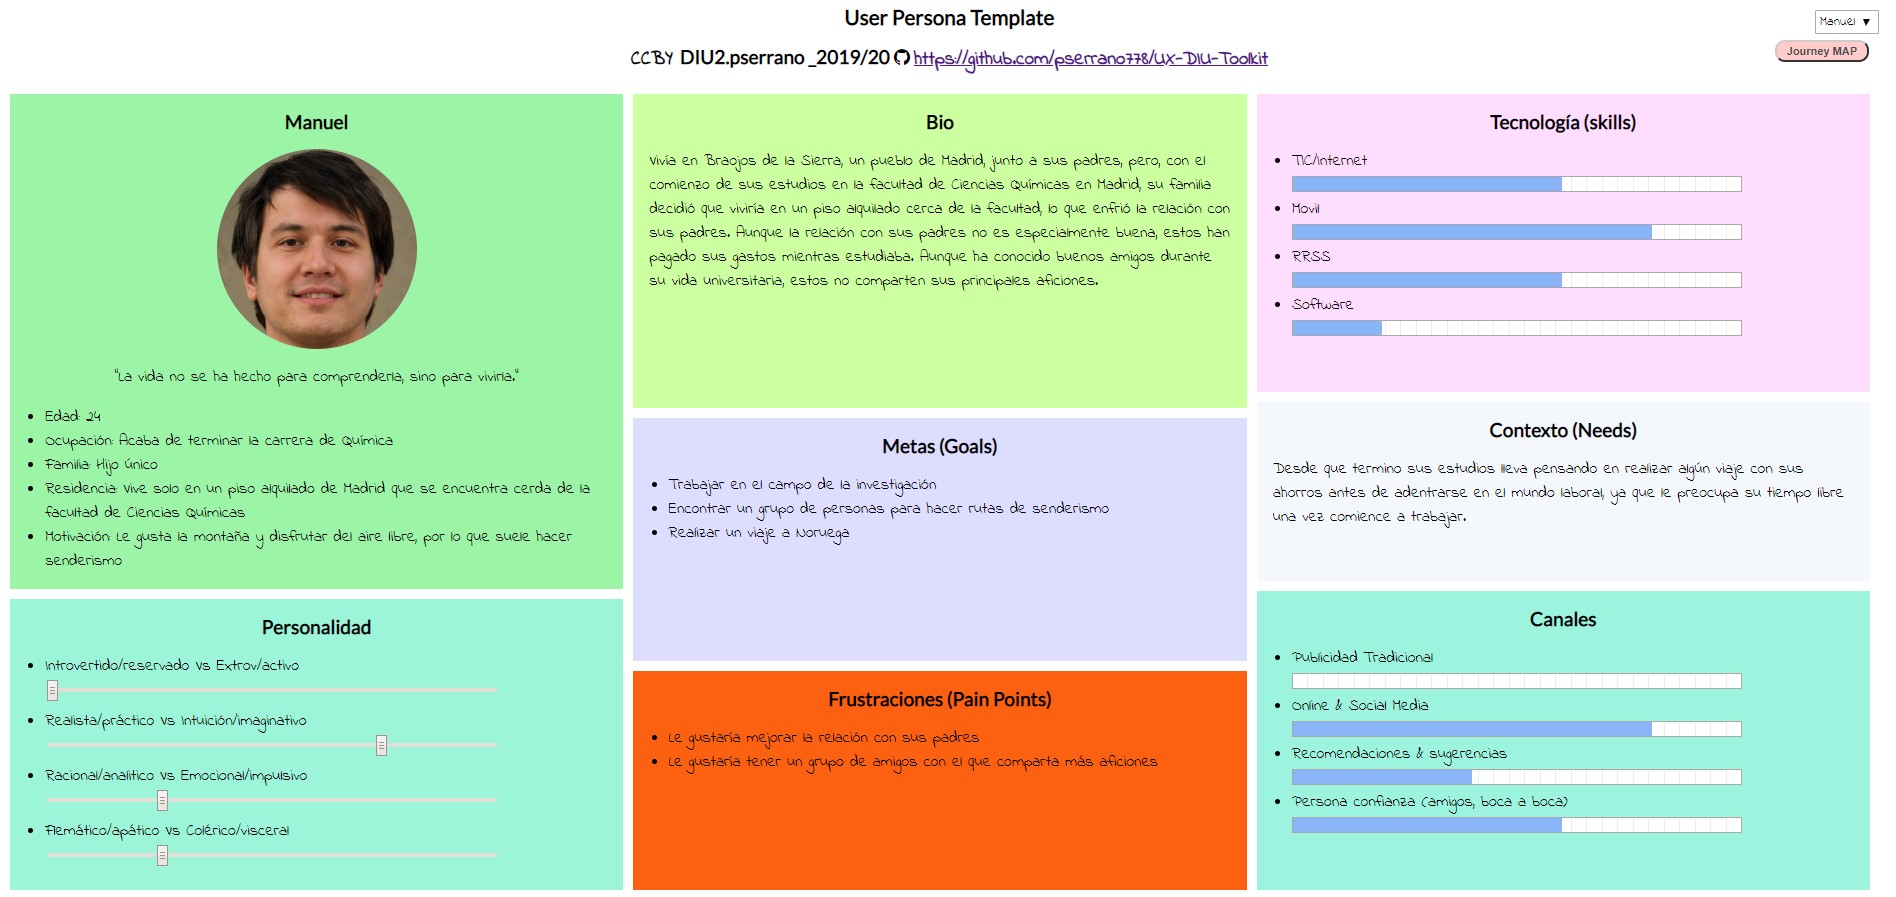 User Persona Template
Manuel ▼
CCBY DIU2.pserrano_2019/20 https://github.com/pserrano778/UX-DIU-Toolkit
Journey MAP
Manuel
"La vida no se ha hecho para comprenderla, sino para vivirla."
Edad: 24
Ocupación: Acaba de terminar la carrera de Química
Familia: Hijo único
Residencia: Vive solo en un piso alquilado de Madrid que se encuentra cerda de la
facultad de Ciencias Químicas
Motivación: Le gusta la montaña y disfrutar del aire libre, por lo que suele hacer
senderismo
Personalidad
Introvertido/reservado Vs Extrov/activo
Realista/práctico Vs Intuición/imaginativo
Racional/analitico Vs Emocional/impulsivo
Flemático/apático Vs Colérico/visceral
Bio
Vivía en Braojos de la Sierra, un pueblo de Madrid, junto a sus padres, pero, con el
comienzo de sus estudios en la facultad de Ciencias Químicas en Madrid, su familia
decidió que viviría en un piso alquilado cerca de la facultad, lo que enfrió la relación con
sus padres. Aunque la relación con sus padres no es especialmente buena, estos han
pagado sus gastos mientras estudiaba. Aunque ha conocido buenos amigos durante
su vida universitaria, estos no comparten sus principales aficiones.
Metas (Goals)
Trabajar en el campo de la investigación
Encontrar un grupo de personas para hacer rutas de senderismo
Realizar un viaje a Noruega
Frustraciones (Pain Points)
Le gustaría mejorar la relación con sus padres
Le gustaría tener un grupo de amigos con el que comparta más aficiones
Tecnología (skills)
TIC/Internet
Movil
RRSS
Software
Contexto (Needs)
Desde que termino sus estudios lleva pensando en realizar algún viaje con sus
ahorros antes de adentrarse en el mundo laboral, ya que le preocupa su tiempo libre
una vez comience a trabajar.
Canales
Publicidad Tradicional
Online & Social Media
Recomendaciones & sugerencias
Persona confianza (amigos, boca a boca)